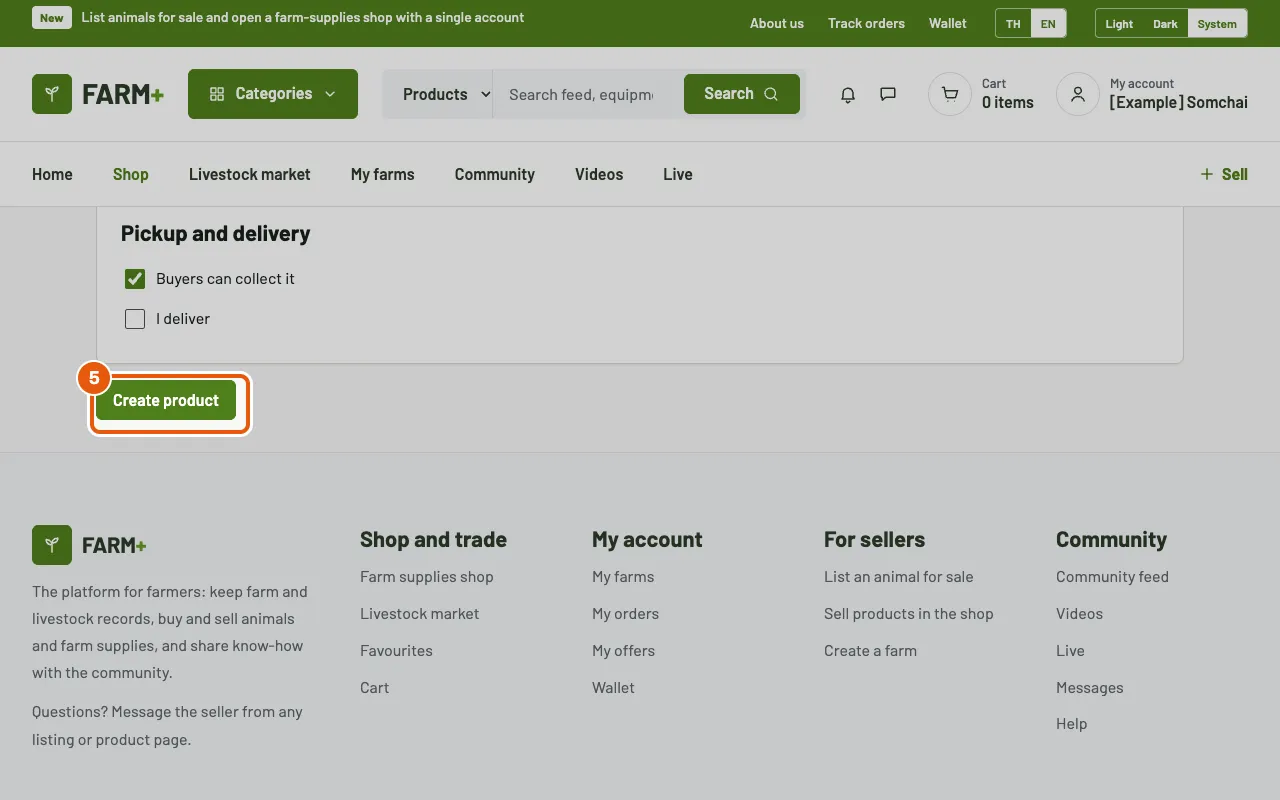 New
List animals for sale and open a farm-supplies shop with a single account
About us
Track orders
Wallet
TH
EN
Light
Dark
System
FARM+
Categories
Products
Search feed, equipm
Search
Cart
0 items
My account
[Example] Somchai
Home
Shop
Livestock market
My farms
Community
Videos
Live
+ Sell
Pickup and delivery
Buyers can collect it
I deliver
5
Create product
FARM+
The platform for farmers: keep farm and
livestock records, buy and sell animals
and farm supplies, and share know-how
with the community.
Questions? Message the seller from any
listing or product page.
Shop and trade
Farm supplies shop
Livestock market
Favourites
Cart
My account
My farms
My orders
My offers
Wallet
For sellers
List an animal for sale
Sell products in the shop
Create a farm
Community
Community feed
Videos
Live
Messages
Help